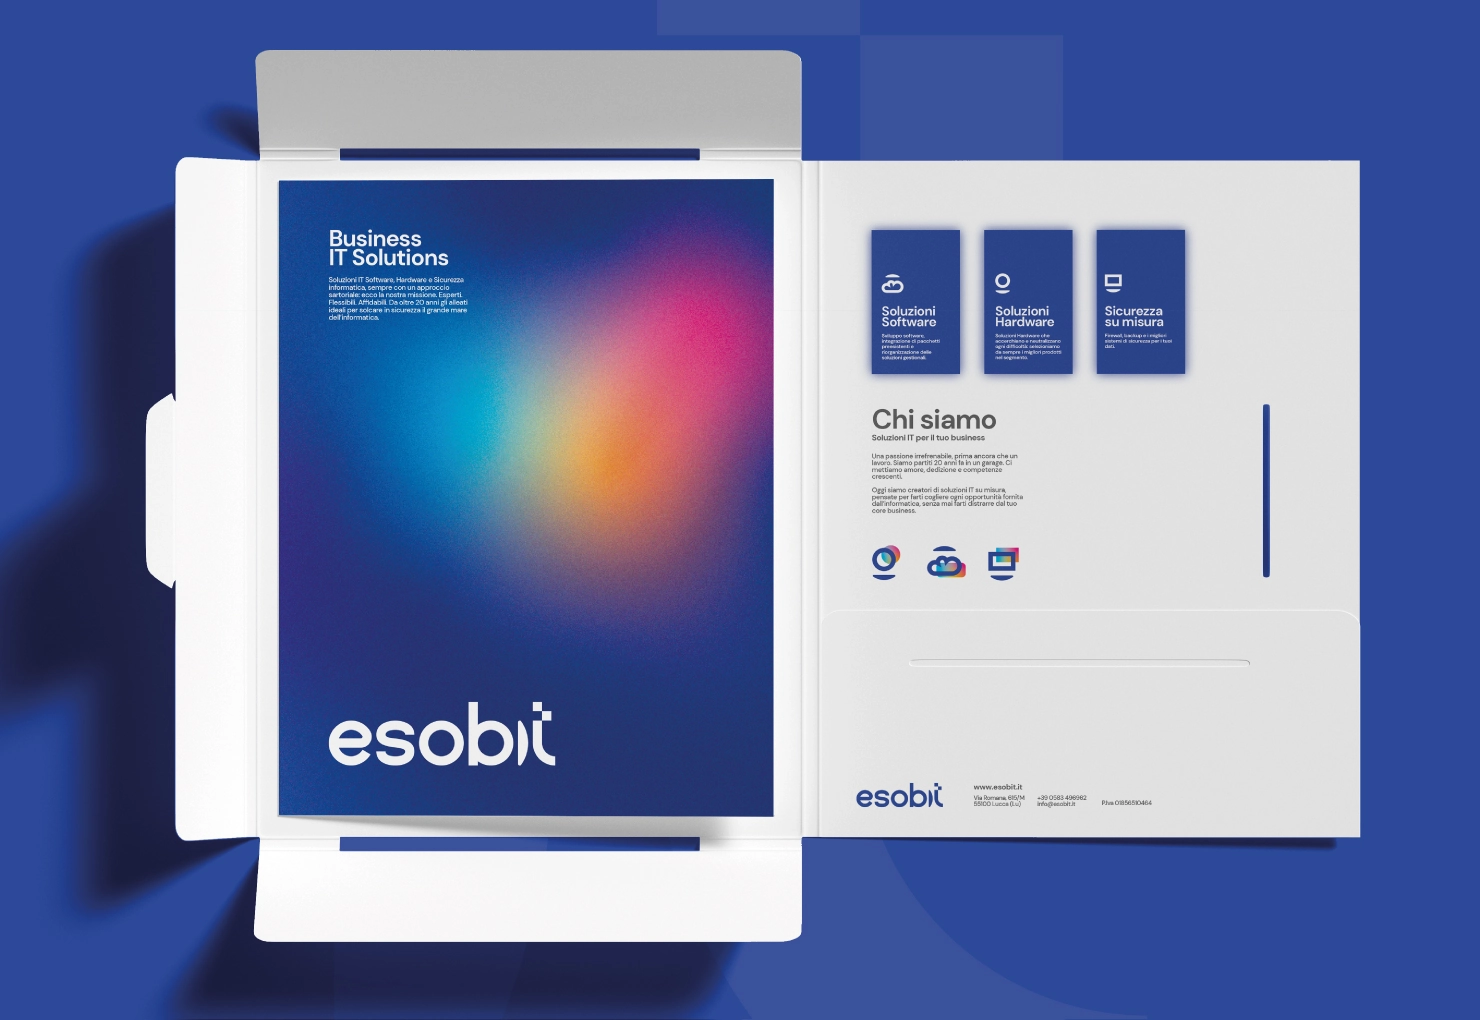 Business
IT Solutions
Soluzioni IT Software, Hardware e Sicurezza
informatica, sempre con un approccio
sartoriale: ecco la nostra missione. Esperti.
Flessibili. Affidabili. Da oltre 20 anni gli alleati
ideali per solcare in sicurezza il grande mare
dell'informatica.
esobit
Soluzioni
Software
Sviluppo software,
integrazione di pacchetti
preesistenti e
riorganizzazione delle
soluzioni gestionali.
Soluzioni
Hardware
Soluzioni Hardware che
accerchiano e neutralizzano
ogni difficoltà: selezioniamo
da sempre i migliori prodotti
nel segmento.
Sicurezza
su misura
Firewall, backup e i migliori
sistemi di sicurezza per i tuoi
dati.
Chi siamo
Soluzioni IT per il tuo business
Una passione irrefrenabile, prima ancora che un
lavoro. Siamo partiti 20 anni fa in un garage. Ci
mettiamo amore, dedizione e competenze
crescenti.
Oggi siamo creatori di soluzioni IT su misura,
pensate per farti cogliere ogni opportunità fornita
dall'informatica, senza mai farti distrarre dal tuo
core business.
esobit
www.esobit.it
Via Romana, 615/M
55100 Lucca (Lu)
+39 0583 496982
info@esobit.it
P.Iva 01856510464